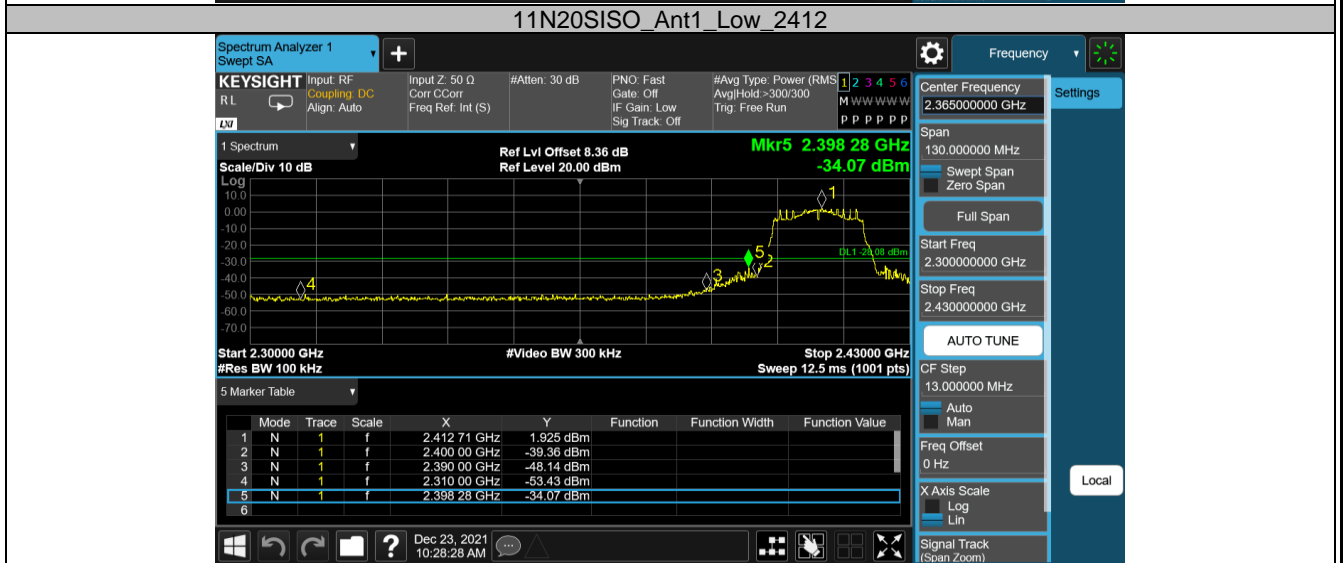 11N20SISO_Ant1_Low_2412
Spectrum Analyzer 1
Swept SA
+
Frequency
KEYSIGHT
RL
LXI
Input: RF
Coupling: DC
Align: Auto
Input Z: 50 Ω
Corr CCorr
Freq Ref: Int (S)
#Atten: 30 dB
PNO: Fast
Gate: Off
IF Gain: Low
Sig Track: Off
#Avg Type: Power (RMS
Avg|Hold:>300/300
Trig: Free Run
1 2 3 4 5 6
M W W W W W
P P P P P P
1 Spectrum
Scale/Div 10 dB
Ref Lvl Offset 8.36 dB
Ref Level 20.00 dBm
Mkr5 2.398 28 GHz
-34.07 dBm
Log
10.0
0.00
-10.0
-20.0
-30.0
-40.0
-50.0
-60.0
-70.0
1
5
2
3
4
Start 2.30000 GHz
#Res BW 100 kHz
#Video BW 300 kHz
Stop 2.43000 GHz
Sweep 12.5 ms (1001 pts)
5 Marker Table
Mode Trace Scale X Y Function Function Width Function Value
1 N 1 f 2.412 71 GHz 1.925 dBm
2 N 1 f 2.400 00 GHz -39.36 dBm
3 N 1 f 2.390 00 GHz -48.14 dBm
4 N 1 f 2.310 00 GHz -53.43 dBm
5 N 1 f 2.398 28 GHz -34.07 dBm
6
?
Dec 23, 2021
10:28:28 AM
Center Frequency
2.365000000 GHz
Span
130.000000 MHz
Swept Span
Zero Span
Full Span
Start Freq
2.300000000 GHz
Stop Freq
2.430000000 GHz
AUTO TUNE
CF Step
13.000000 MHz
Auto
Man
Freq Offset
0 Hz
X Axis Scale
Log
Lin
Signal Track
(Span Zoom)
Settings
Local